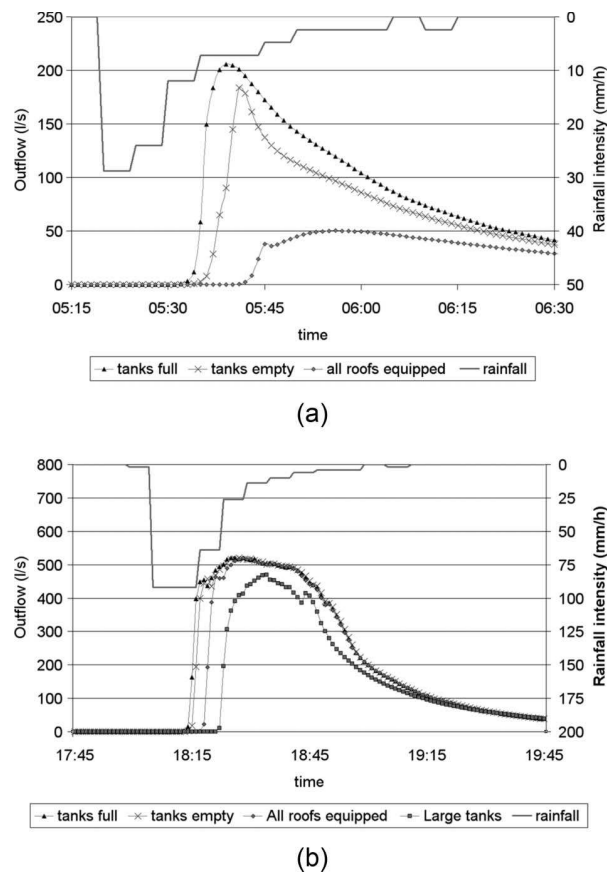 250
200
150
100
50
0
Outflow (l/s)
0
10
20
30
40
50
Rainfall intensity (mm/h)
05:15 05:30 05:45 06:00 06:15 06:30
time
tanks full tanks empty all roofs equipped rainfall
(a)
800
700
600
500
400
300
200
100
0
Outflow (l/s)
0
25
50
75
100
125
150
175
200
Rainfall intensity (mm/h)
17:45 18:15 18:45 19:15 19:45
time
tanks full tanks empty All roofs equipped Large tanks rainfall
(b)